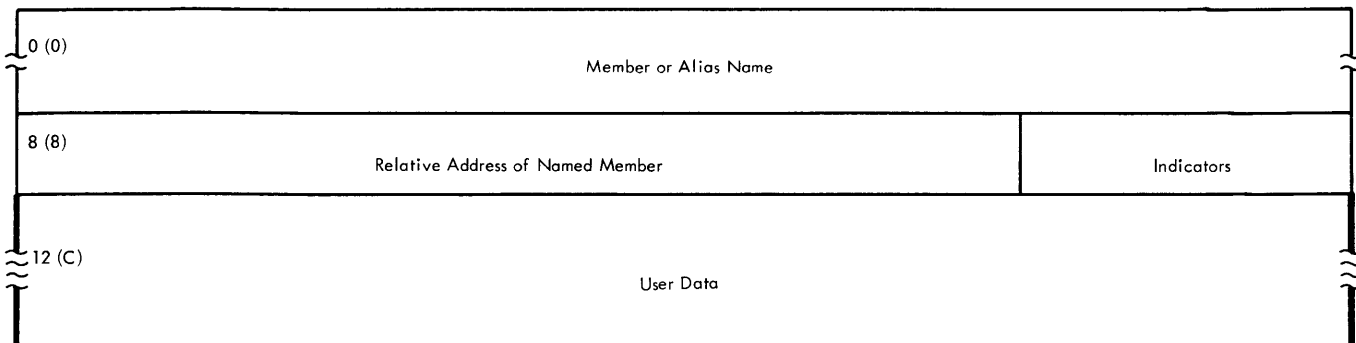 0 (0)
Member or Alias Name
8 (8)
Relative Address of Named Member
Indicators
12 (C)
User Data